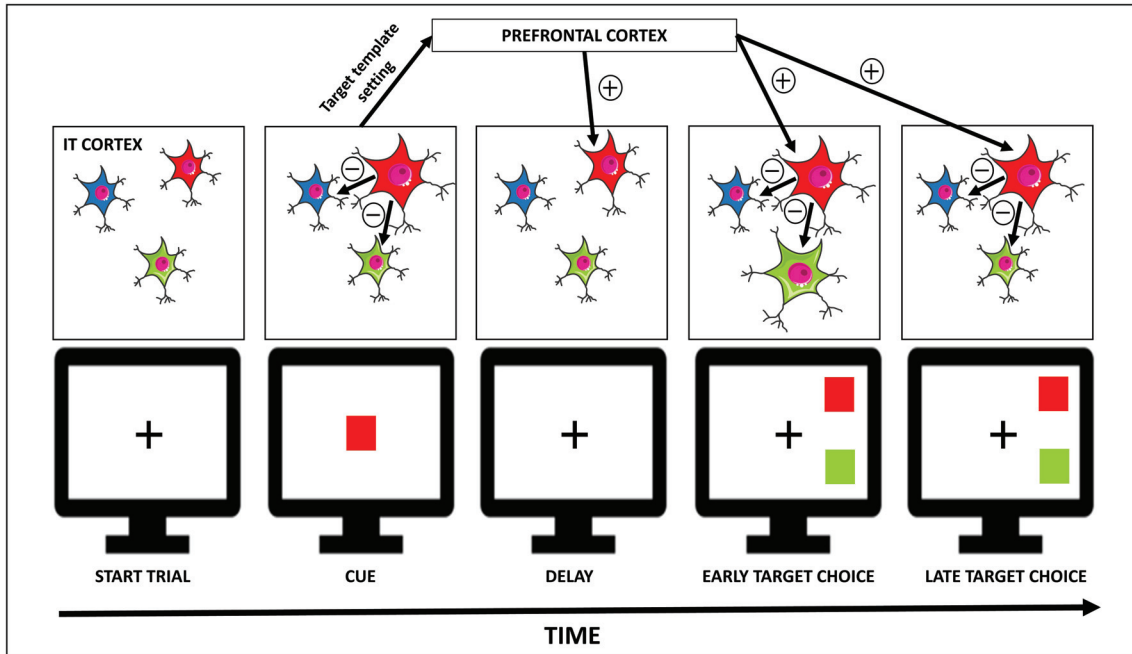 PREFRONTAL CORTEX
Target template
setting
+
+
+
IT CORTEX
−
−
−
−
−
−
+
+
+
+
START TRIAL
CUE
DELAY
EARLY TARGET CHOICE
LATE TARGET CHOICE
TIME